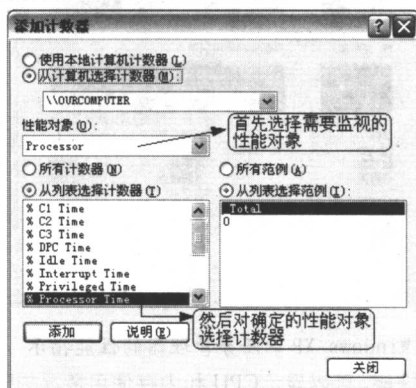 添加计数器
使用本地计算机计数器(L)
从计算机选择计数器(M):
\\OURCOMPUTER
性能对象(O):
首先选择需要监视的
性能对象
Processor
所有计数器(N)
所有范例(A)
从列表选择计数器(T)
从列表选择范例(I):
% C1 Time
% C2 Time
% C3 Time
% DPC Time
% Idle Time
% Interrupt Time
% Privileged Time
% Processor Time
_Total
0
添加
说明(E)
然后对确定的性能对象
选择计数器
关闭